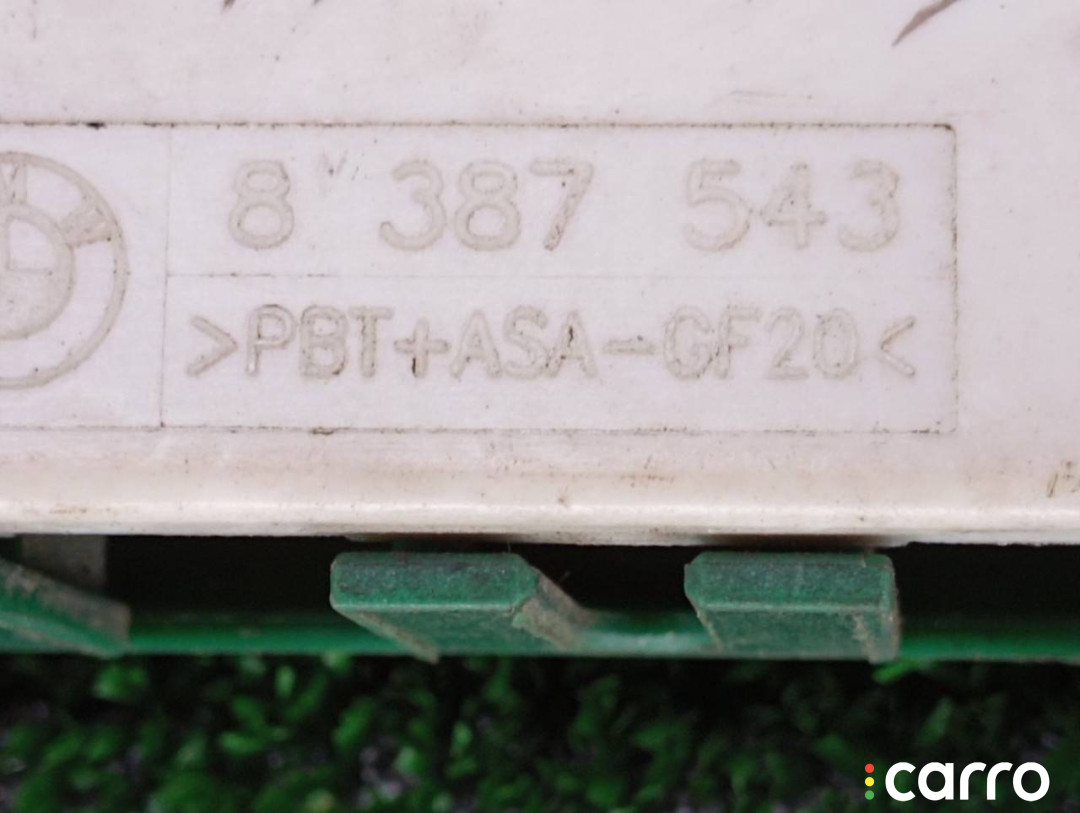 8 387 543
>PBT+ASA-GF20<
carro